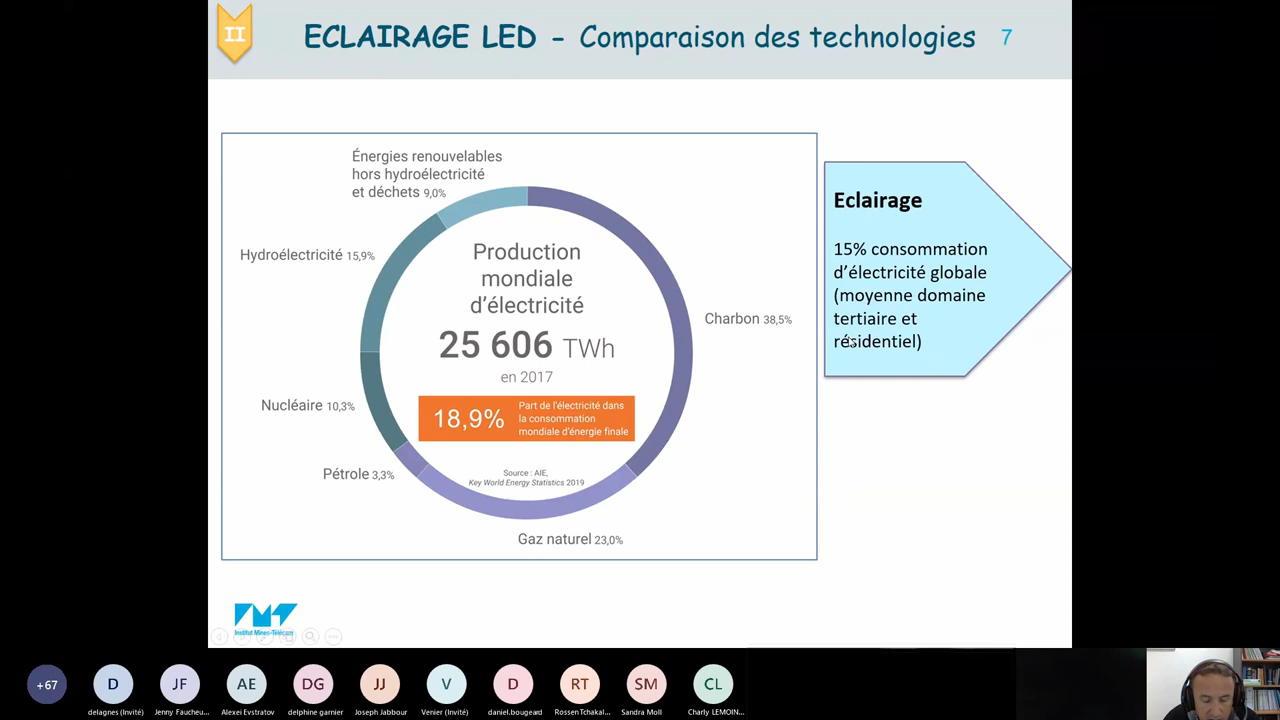 II
ECLAIRAGE LED – Comparaison des technologies
7
Énergies renouvelables
hors hydroélectricité
et déchets 9,0%
Hydroélectricité 15,9%
Nucléaire 10,3%
Pétrole 3,3%
Gaz naturel 23,0%
Charbon 38,5%
Production
mondiale
d'électricité
25 606 TWh
en 2017
18,9%
Part de l'électricité dans
la consommation
mondiale d'énergie finale
Source : AIE,
Key World Energy Statistics 2019
Eclairage
15% consommation
d'électricité globale
(moyenne domaine
tertiaire et
résidentiel)
Institut Mines-Télécom
+67
D
JF
AE
DG
JJ
V
D
RT
SM
CL
delagnes (Invité)
Jenny Faucheu...
Alexei Evstratov
delphine garnier
Joseph Jabbour
Venier (Invité)
daniel.bougeard
Rossen Tchakal...
Sandra Moll
Charly LEMOIN...